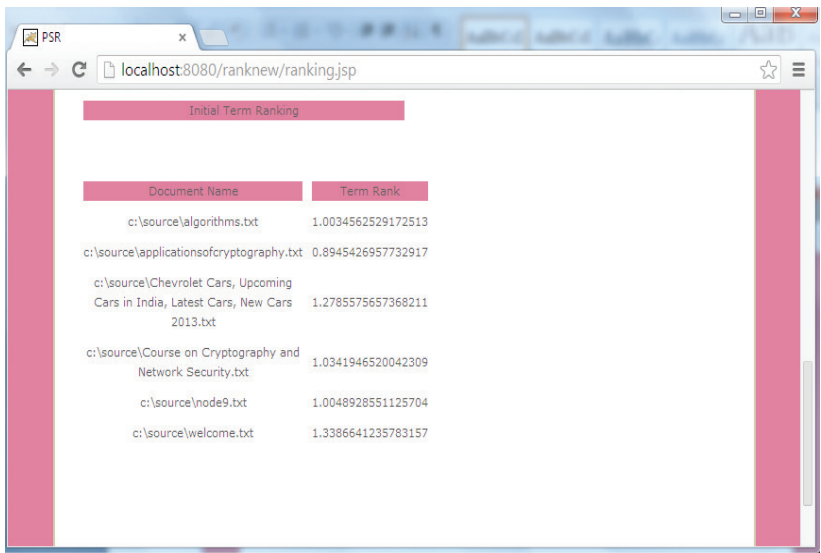 PSR
localhost:8080/ranknew/ranking.jsp
Initial Term Ranking
Document Name Term Rank
c:\source\algorithms.txt 1.0034562529172513
c:\source\applicationsofcryptography.txt 0.8945426957732917
c:\source\Chevrolet Cars, Upcoming
Cars in India, Latest Cars, New Cars 1.2785575657368211
2013.txt
c:\source\Course on Cryptography and
Network Security.txt 1.0341946520042309
c:\source\node9.txt 1.0048928551125704
c:\source\welcome.txt 1.3386641235783157